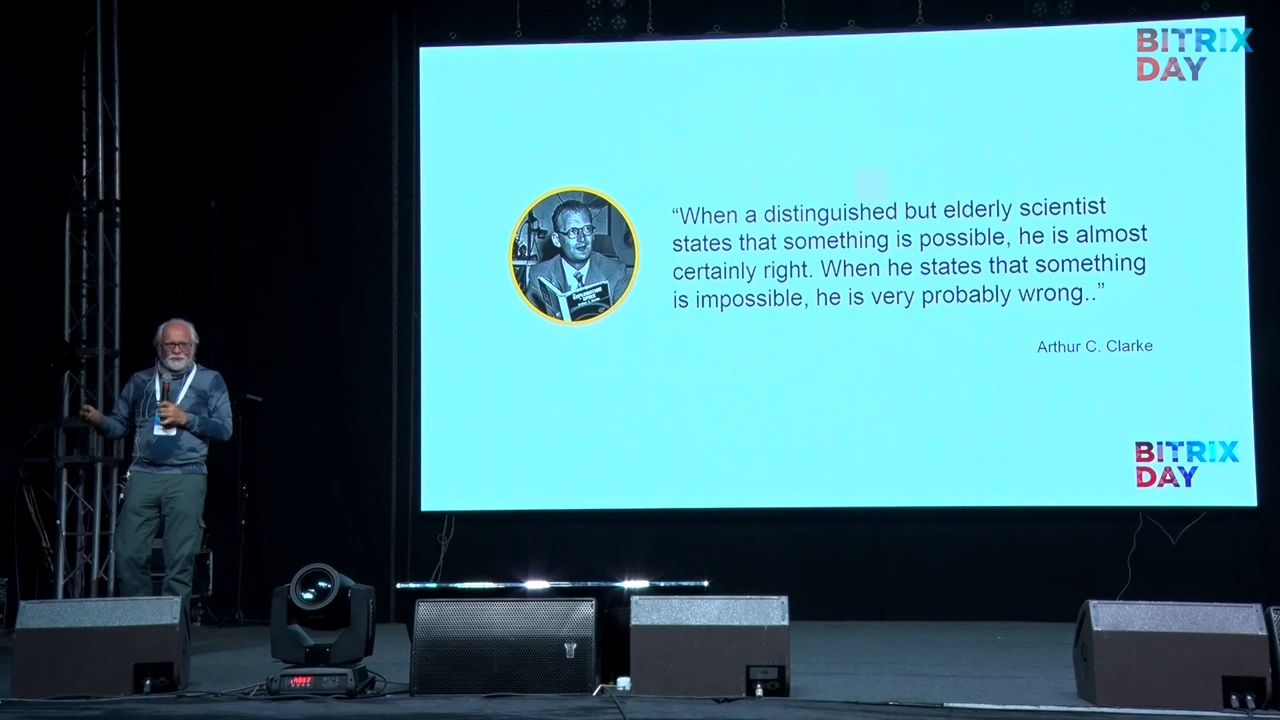 BITRIX
DAY
“When a distinguished but elderly scientist
states that something is possible, he is almost
certainly right. When he states that something
is impossible, he is very probably wrong..”
Arthur C. Clarke
BITRIX
DAY